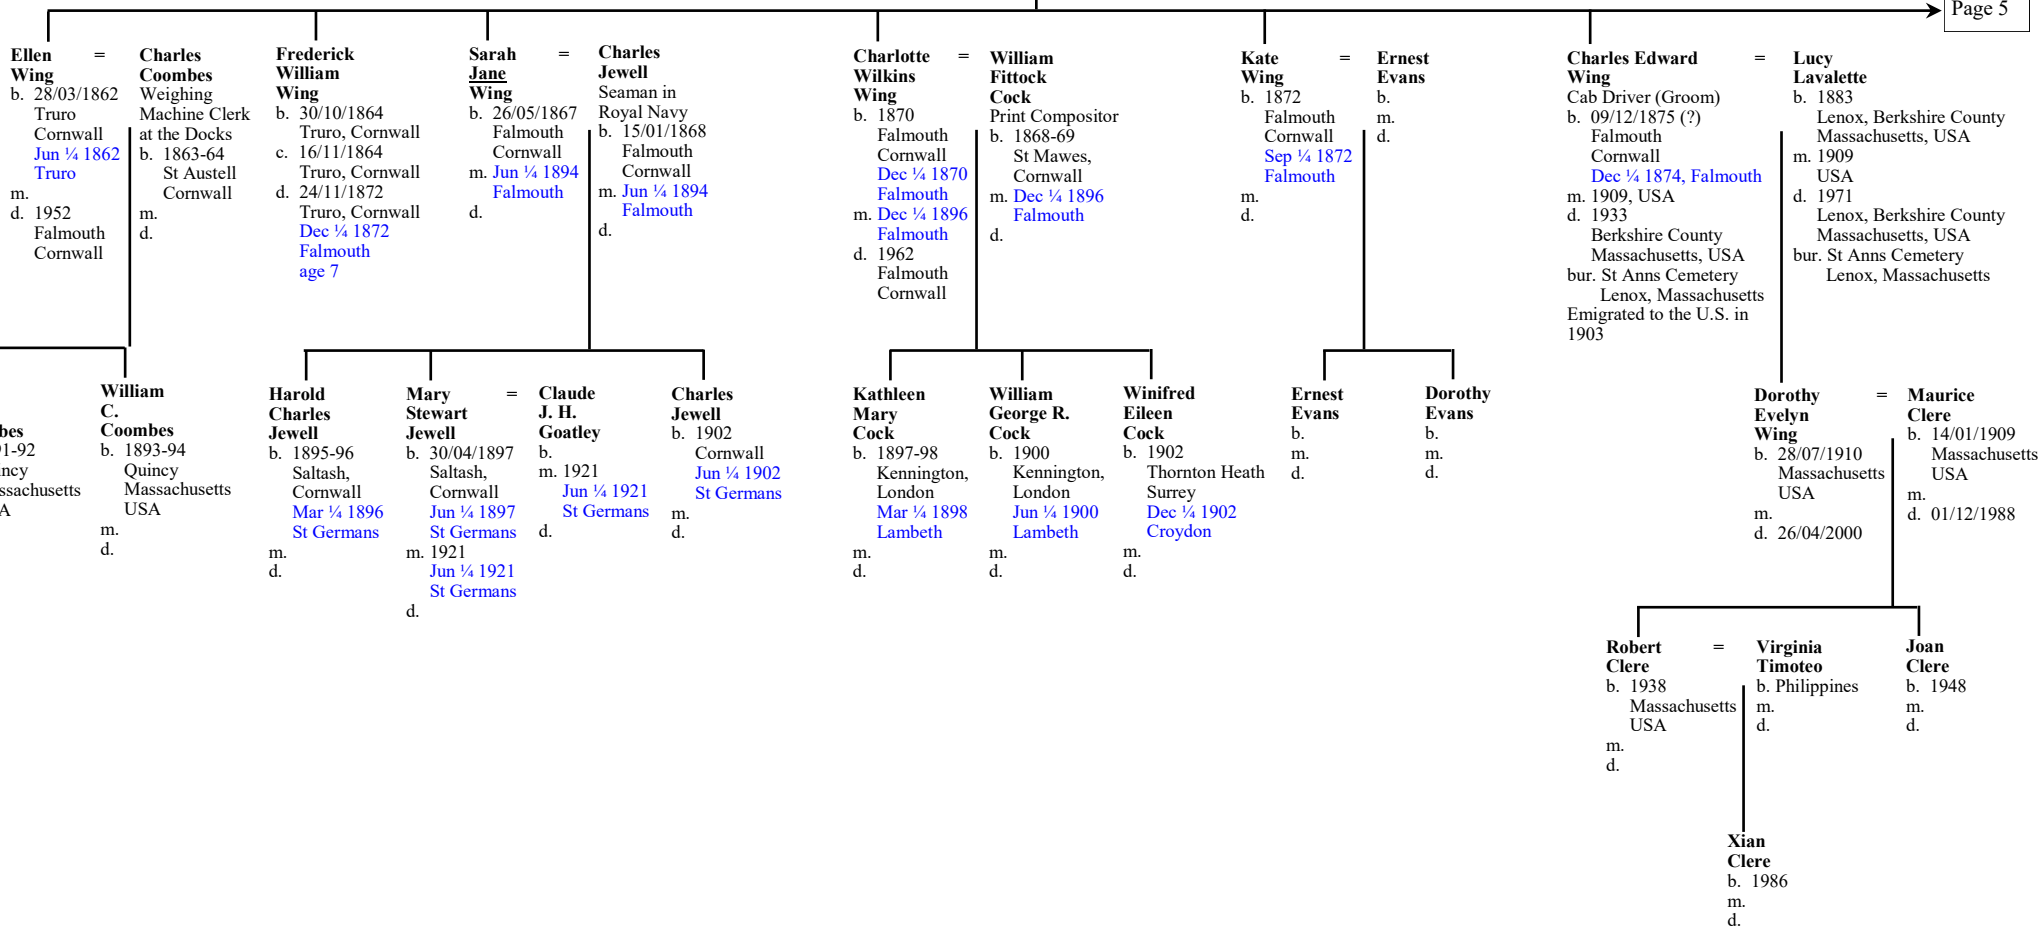 Page 5
Ellen =
Wing
b. 28/03/1862
Truro
Cornwall
Jun ¼ 1862
Truro
m.
d. 1952
Falmouth
Cornwall
Charles
Coombes
Weighing
Machine Clerk
at the Docks
b. 1863-64
St Austell
Cornwall
m.
d.
Frederick
William
Wing
b. 30/10/1864
Truro, Cornwall
c. 16/11/1864
Truro, Cornwall
d. 24/11/1872
Truro, Cornwall
Dec ¼ 1872
Falmouth
age 7
Sarah =
Jane
Wing
b. 26/05/1867
Falmouth
Cornwall
m. Jun ¼ 1894
Falmouth
d.
Charles
Jewell
Seaman in
Royal Navy
b. 15/01/1868
Falmouth
Cornwall
m. Jun ¼ 1894
Falmouth
d.
Charlotte =
Wilkins
Wing
b. 1870
Falmouth
Cornwall
Dec ¼ 1870
Falmouth
m. Dec ¼ 1896
Falmouth
d. 1962
Falmouth
Cornwall
William
Fittock
Cock
Print Compositor
b. 1868-69
St Mawes,
Cornwall
m. Dec ¼ 1896
Falmouth
d.
Kate =
Wing
b. 1872
Falmouth
Cornwall
Sep ¼ 1872
Falmouth
m.
d.
Ernest
Evans
b.
m.
d.
Charles Edward =
Wing
Cab Driver (Groom)
b. 09/12/1875 (?)
Falmouth
Cornwall
Dec ¼ 1874, Falmouth
m. 1909, USA
d. 1933
Berkshire County
Massachusetts, USA
bur. St Anns Cemetery
Lenox, Massachusetts
Emigrated to the U.S. in
1903
Lucy
Lavalette
b. 1883
Lenox, Berkshire County
Massachusetts, USA
m. 1909
USA
d. 1971
Lenox, Berkshire County
Massachusetts, USA
bur. St Anns Cemetery
Lenox, Massachusetts
bes
1-92
ncy
ssachusetts
A
William
C.
Coombes
b. 1893-94
Quincy
Massachusetts
USA
m.
d.
Harold
Charles
Jewell
b. 1895-96
Saltash,
Cornwall
Mar ¼ 1896
St Germans
m.
d.
Mary =
Stewart
Jewell
b. 30/04/1897
Saltash,
Cornwall
Jun ¼ 1897
St Germans
m. 1921
Jun ¼ 1921
St Germans
d.
Claude
J. H.
Goatley
b.
m. 1921
Jun ¼ 1921
St Germans
d.
Charles
Jewell
b. 1902
Cornwall
Jun ¼ 1902
St Germans
m.
d.
Kathleen
Mary
Cock
b. 1897-98
Kennington,
London
Mar ¼ 1898
Lambeth
m.
d.
William
George R.
Cock
b. 1900
Kennington,
London
Jun ¼ 1900
Lambeth
m.
d.
Winifred
Eileen
Cock
b. 1902
Thornton Heath
Surrey
Dec ¼ 1902
Croydon
m.
d.
Ernest
Evans
b.
m.
d.
Dorothy
Evans
b.
m.
d.
Dorothy =
Evelyn
Wing
b. 28/07/1910
Massachusetts
USA
m.
d. 26/04/2000
Maurice
Clere
b. 14/01/1909
Massachusetts
USA
m.
d. 01/12/1988
Robert =
Clere
b. 1938
Massachusetts
USA
m.
d.
Virginia
Timoteo
b. Philippines
m.
d.
Joan
Clere
b. 1948
m.
d.
Xian
Clere
b. 1986
m.
d.